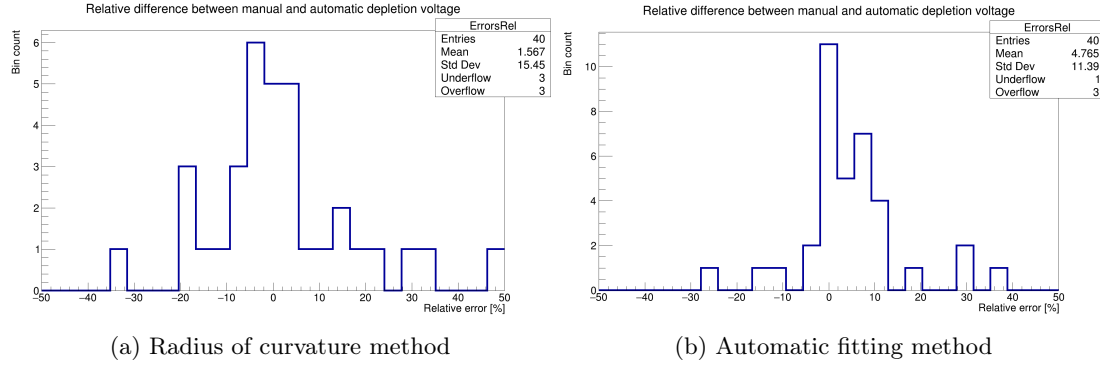 Relative difference between manual and automatic depletion voltage
ErrorsRel
Entries 40
Mean 1.567
Std Dev 15.45
Underflow 3
Overflow 3
Bin count
6
5
4
3
2
1
0
−50 −40 −30 −20 −10 0 10 20 30 40 50
Relative error [%]
(a) Radius of curvature method
Relative difference between manual and automatic depletion voltage
ErrorsRel
Entries 40
Mean 4.765
Std Dev 11.39
Underflow 1
Overflow 3
Bin count
10
8
6
4
2
0
−50 −40 −30 −20 −10 0 10 20 30 40 50
Relative error [%]
(b) Automatic fitting method